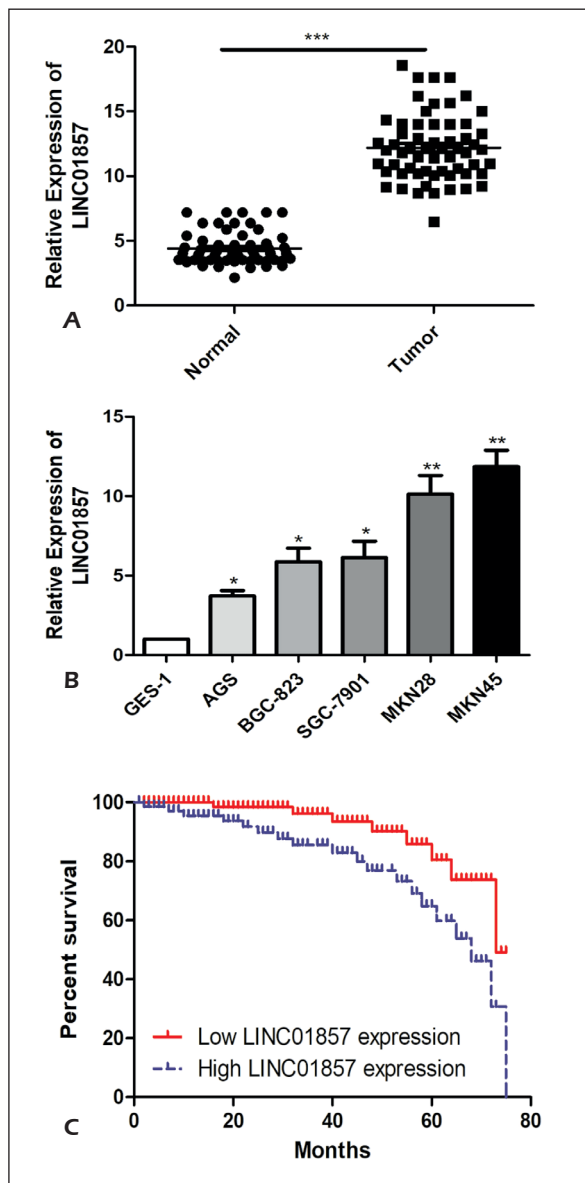 ***
20
15
10
5
0
Relative Expression of
LINC01857
Normal
Tumor
A
15
10
5
0
Relative Expression of
LINC01857
*
*
*
**
**
GES-1
AGS
BGC-823
SGC-7901
MKN28
MKN45
B
100
80
60
40
20
0
Percent survival
Low LINC01857 expression
High LINC01857 expression
0
20
40
60
80
Months
C